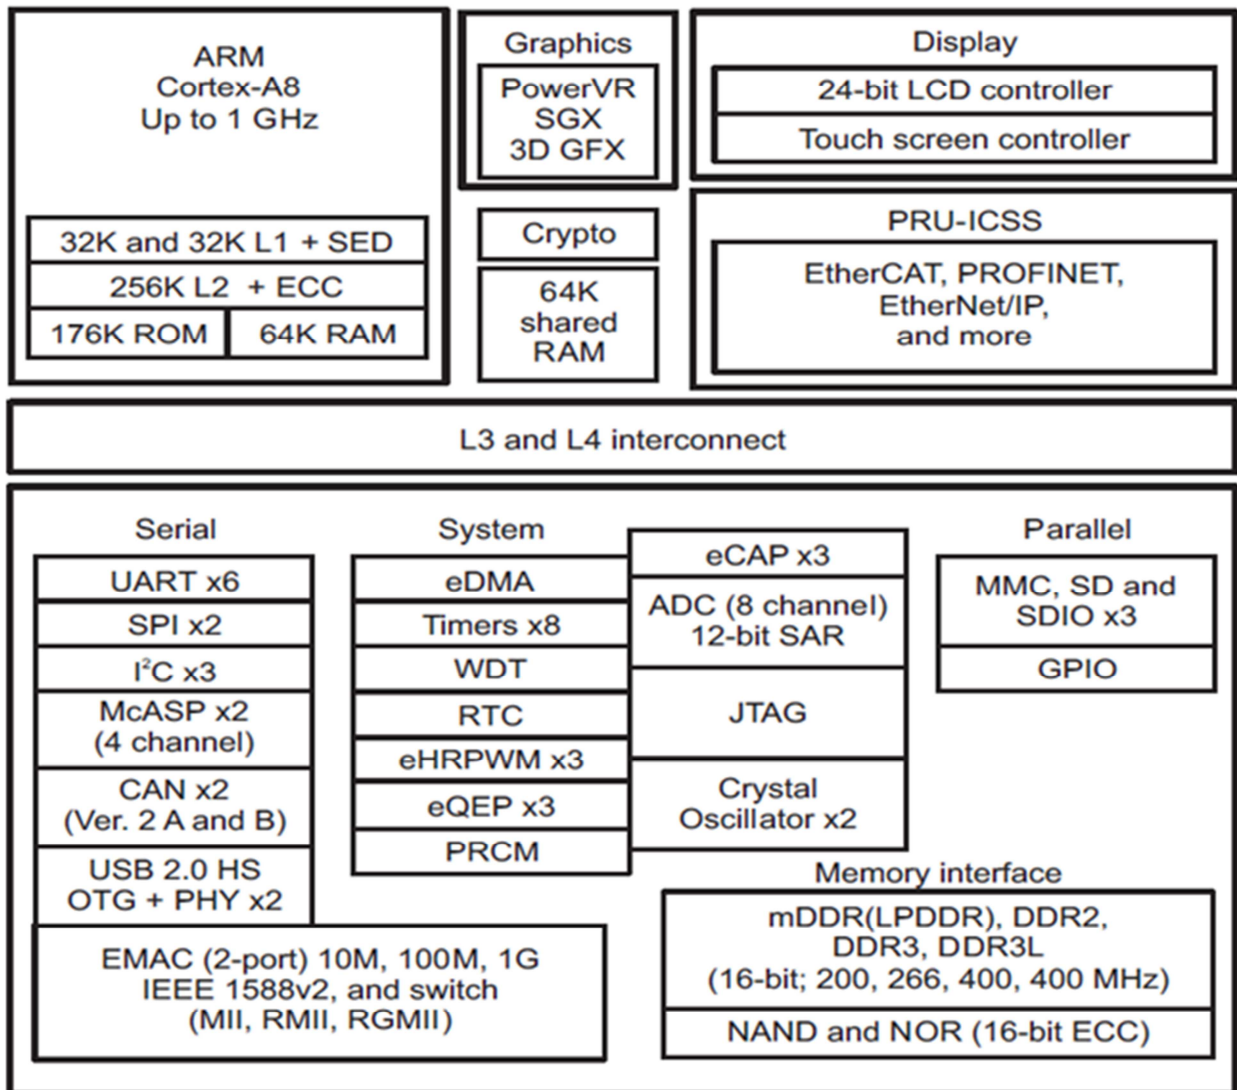 ARM
Cortex-A8
Up to 1 GHz
32K and 32K L1 + SED
256K L2 + ECC
176K ROM
64K RAM
Graphics
PowerVR
SGX
3D GFX
Crypto
64K
shared
RAM
Display
24-bit LCD controller
Touch screen controller
PRU-ICSS
EtherCAT, PROFINET,
EtherNet/IP,
and more
L3 and L4 interconnect
Serial
UART x6
SPI x2
I²C x3
McASP x2
(4 channel)
CAN x2
(Ver. 2 A and B)
USB 2.0 HS
OTG + PHY x2
EMAC (2-port) 10M, 100M, 1G
IEEE 1588v2, and switch
(MII, RMII, RGMII)
System
eDMA
Timers x8
WDT
RTC
eHRPWM x3
eQEP x3
PRCM
eCAP x3
ADC (8 channel)
12-bit SAR
JTAG
Crystal
Oscillator x2
Parallel
MMC, SD and
SDIO x3
GPIO
Memory interface
mDDR(LPDDR), DDR2,
DDR3, DDR3L
(16-bit; 200, 266, 400, 400 MHz)
NAND and NOR (16-bit ECC)